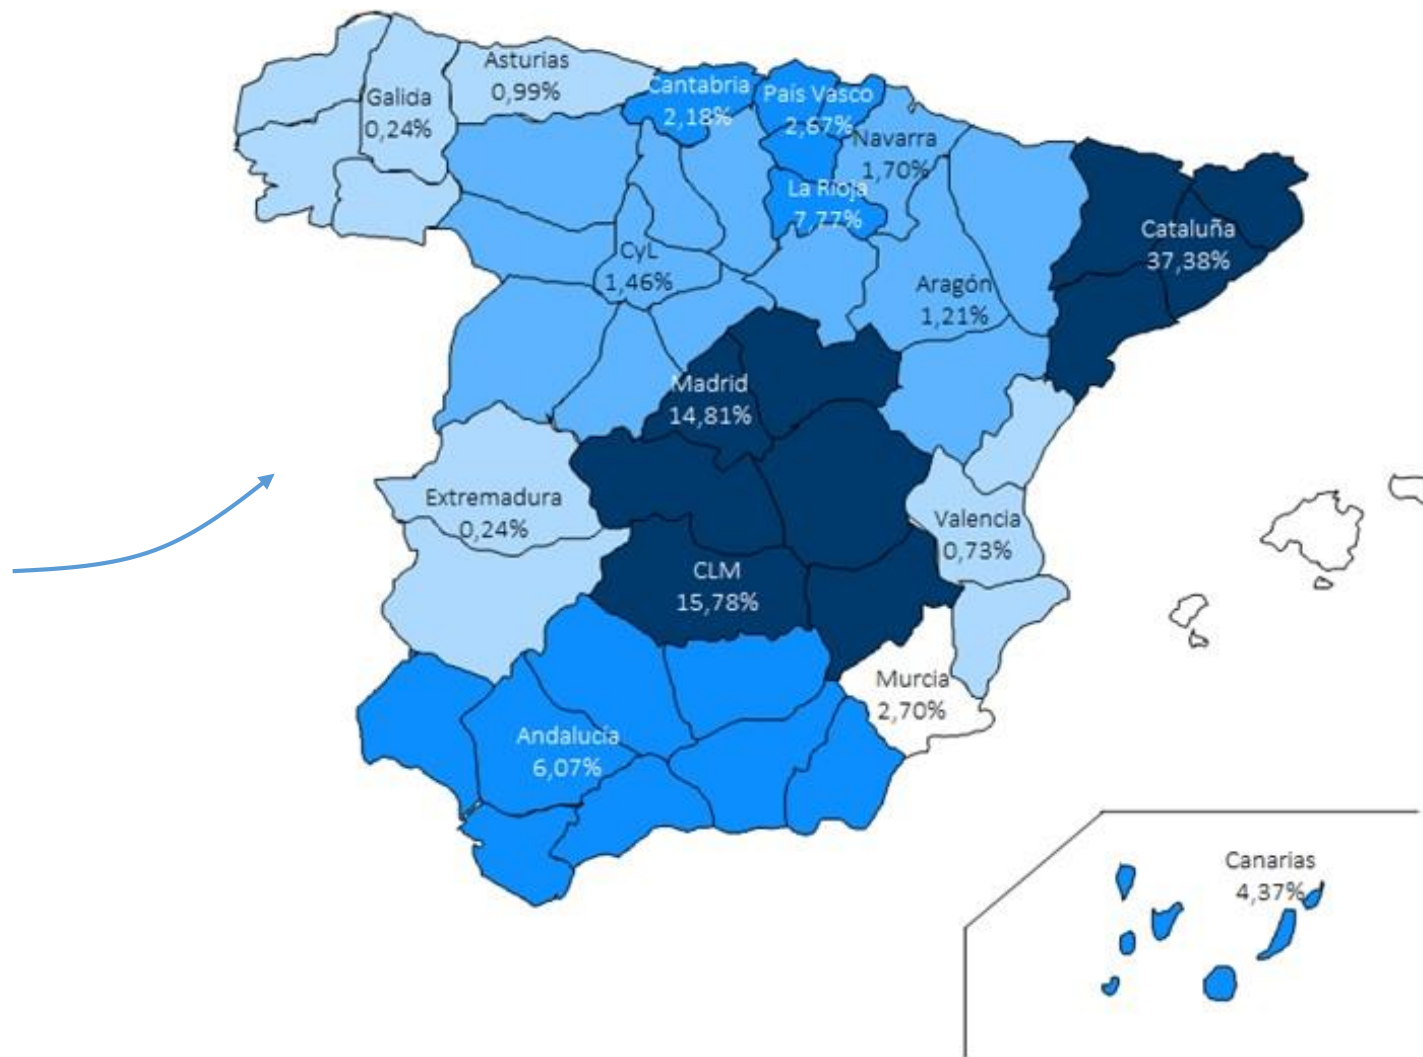 Asturias
0,99%
Cantabria
2,18%
País Vasco
2,67%
Galida
0,24%
Navarra
1,70%
La Rioja
7,77%
Cataluña
37,38%
CyL
1,46%
Aragón
1,21%
Madrid
14,81%
Extremadura
0,24%
Valencia
0,73%
CLM
15,78%
Murcia
2,70%
Andalucía
6,07%
Canarias
4,37%